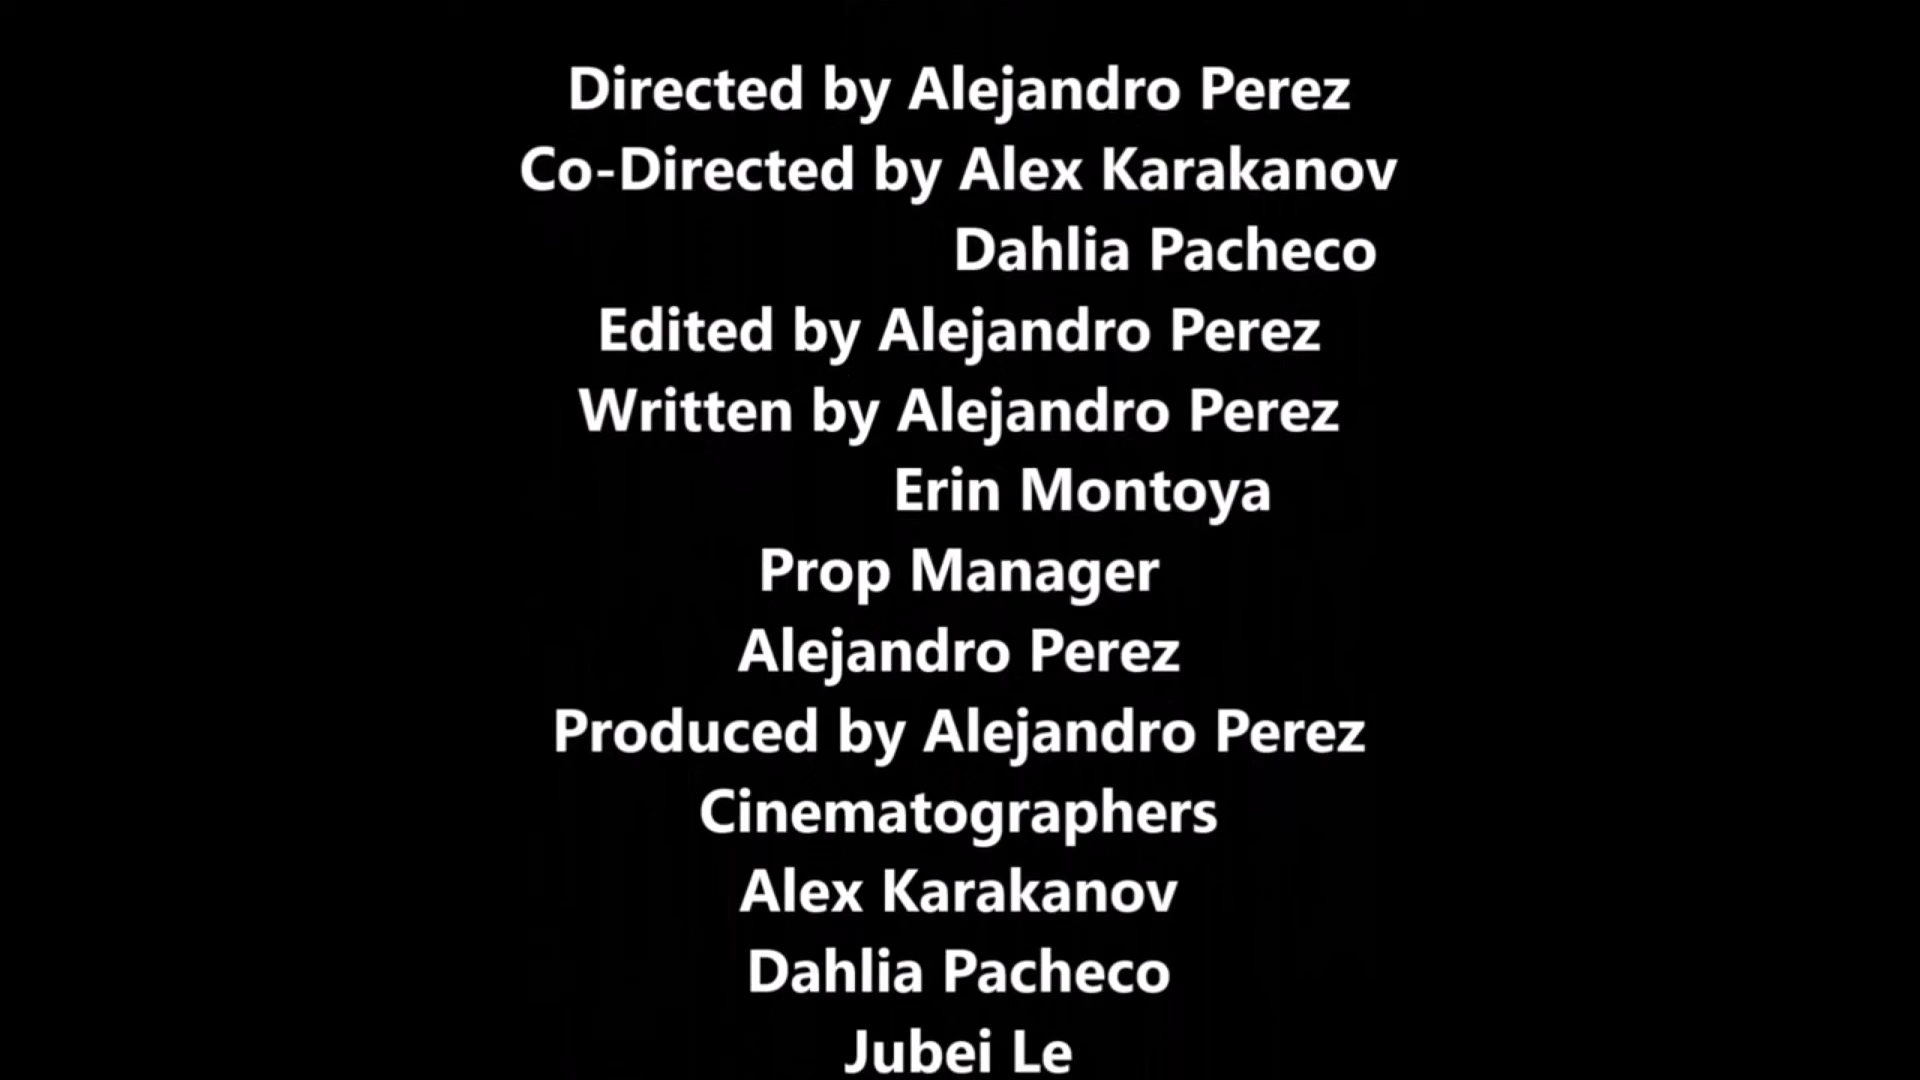 Directed by Alejandro Perez
Co-Directed by Alex Karakanov
Dahlia Pacheco
Edited by Alejandro Perez
Written by Alejandro Perez
Erin Montoya
Prop Manager
Alejandro Perez
Produced by Alejandro Perez
Cinematographers
Alex Karakanov
Dahlia Pacheco
Jubei Le